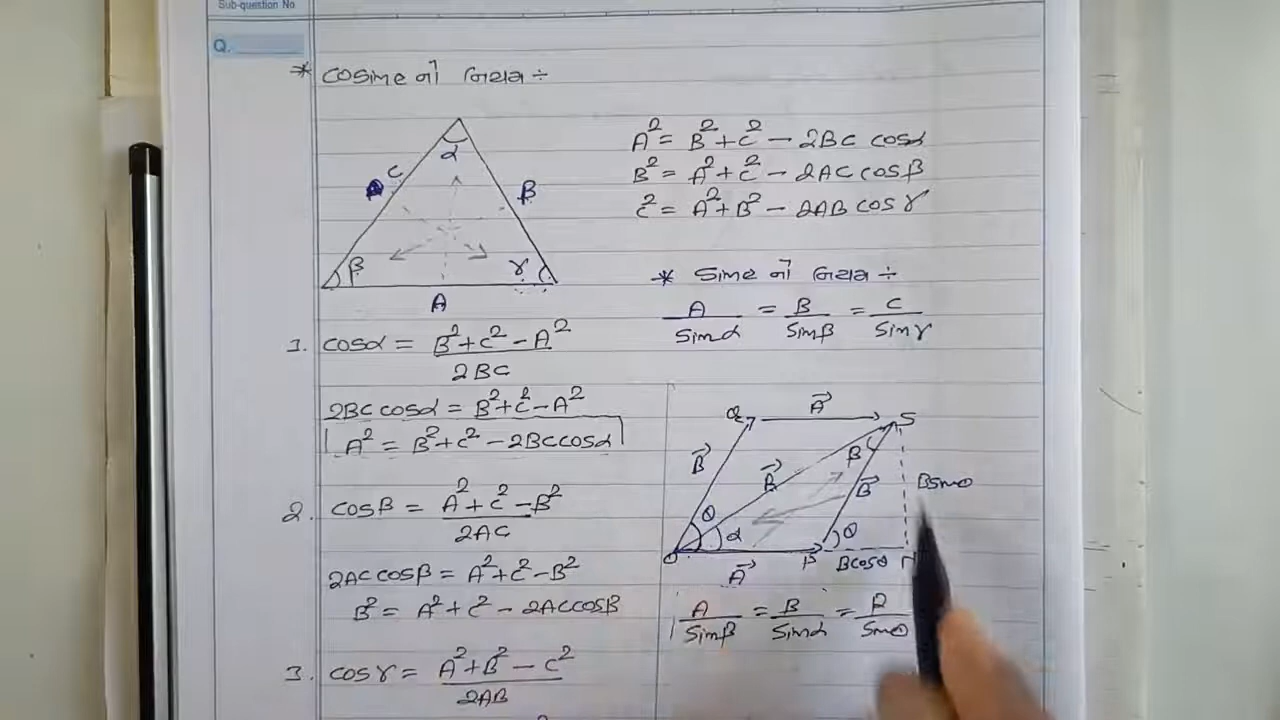 Sub-question No
Q.
* cosine નો નિયમ ÷
A² = B² + C² - 2BC cosα
B² = A² + C² - 2AC cosβ
C² = A² + B² - 2AB cosγ
α
C
B
β
γ
A
* Sine નો નિયમ ÷
A/Sinα = B/Sinβ = C/Sinγ
1. cosα = B² + C² - A² / 2BC
2BC cosα = B² + C² - A²
A² = B² + C² - 2BC cosα
2. cosβ = A² + C² - B² / 2AC
2AC cosβ = A² + C² - B²
B² = A² + C² - 2AC cosβ
3. cosγ = A² + B² - C² / 2AB
Q A⃗ S
B⃗ R⃗ β B⃗ Bsinθ
θ α θ
O A⃗ P Bcosθ
A/Sinβ = B/Sinα = R/Sinθ